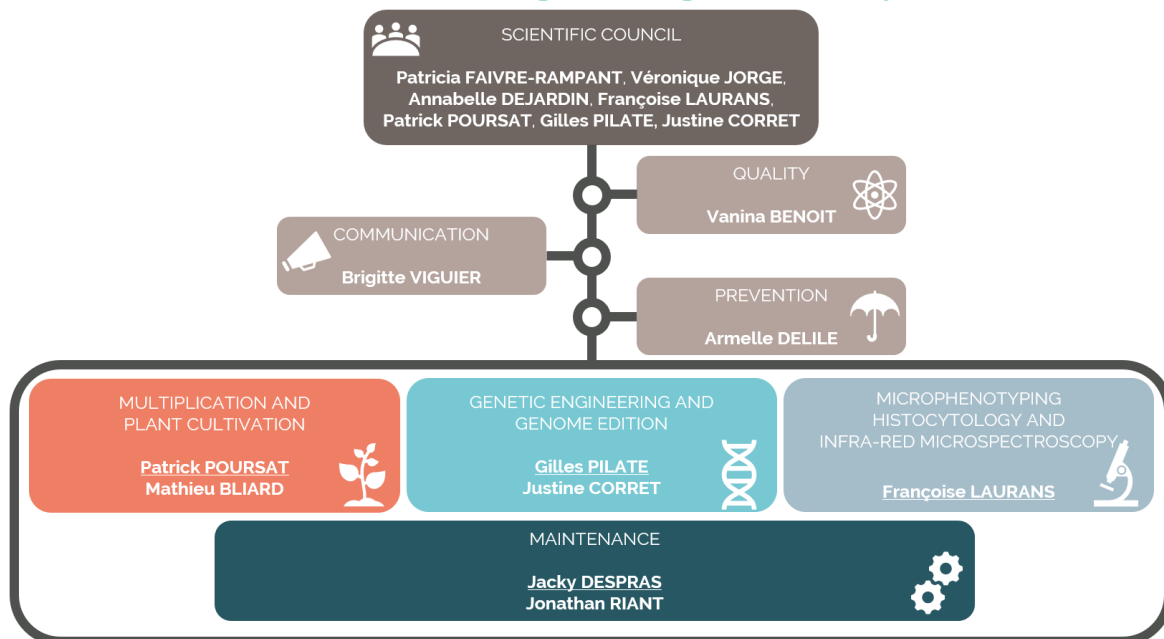 SCIENTIFIC COUNCIL
Patricia FAIVRE-RAMPANT, Véronique JORGE,
Annabelle DEJARDIN, Françoise LAURANS,
Patrick POURSAT, Gilles PILATE, Justine CORRET
QUALITY
Vanina BENOIT
COMMUNICATION
Brigitte VIGUIER
PREVENTION
Armelle DELILE
MULTIPLICATION AND
PLANT CULTIVATION
Patrick POURSAT
Mathieu BLIARD
GENETIC ENGINEERING AND
GENOME EDITION
Gilles PILATE
Justine CORRET
MICROPHENOTYPING
HISTOCYTOLOGY AND
INFRA-RED MICROSPECTROSCOPY
Françoise LAURANS
MAINTENANCE
Jacky DESPRAS
Jonathan RIANT